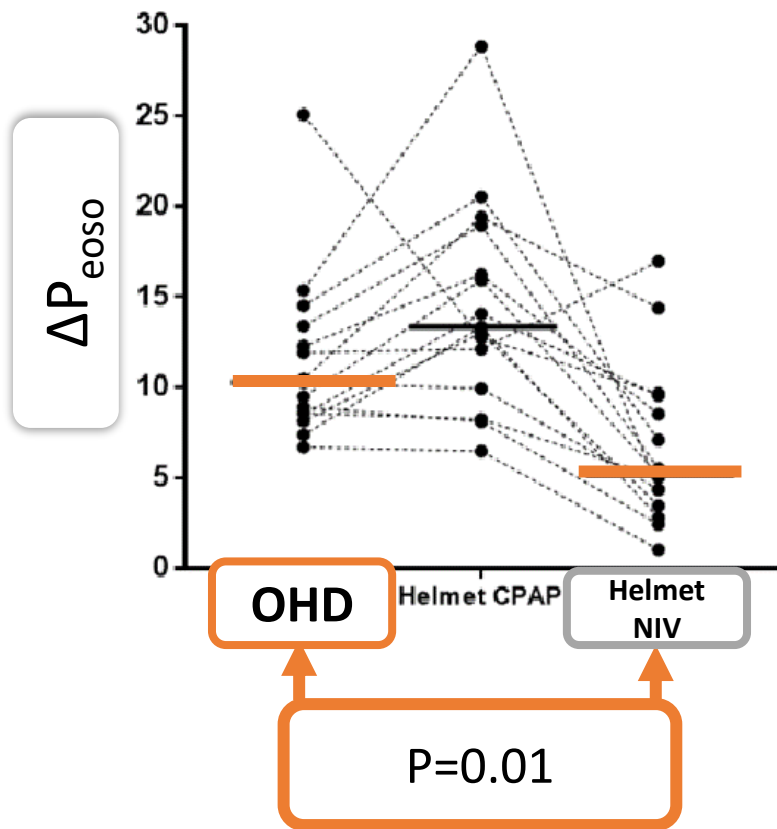 30
25
20
15
10
5
0
ΔPeoso
OHD
Helmet CPAP
Helmet
NIV
P=0.01